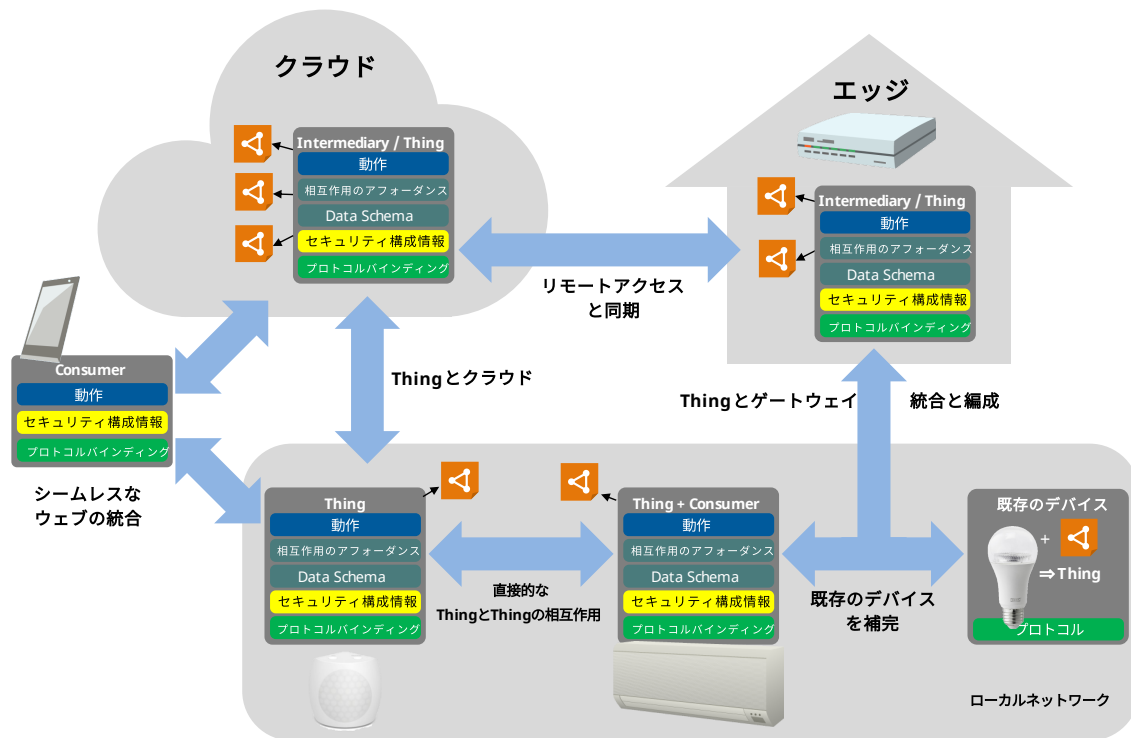 クラウド
Intermediary / Thing
動作
相互作用のアフォーダンス
Data Schema
セキュリティ構成情報
プロトコルバインディング
エッジ
Intermediary / Thing
動作
相互作用のアフォーダンス
Data Schema
セキュリティ構成情報
プロトコルバインディング
リモートアクセス
と同期
Consumer
動作
セキュリティ構成情報
プロトコルバインディング
シームレスな
ウェブの統合
Thingとクラウド
Thingとゲートウェイ
統合と編成
Thing
動作
相互作用のアフォーダンス
Data Schema
セキュリティ構成情報
プロトコルバインディング
直接的な
ThingとThingの相互作用
Thing + Consumer
動作
相互作用のアフォーダンス
Data Schema
セキュリティ構成情報
プロトコルバインディング
既存のデバイス
を補完
既存のデバイス
+
⇒Thing
プロトコル
ローカルネットワーク